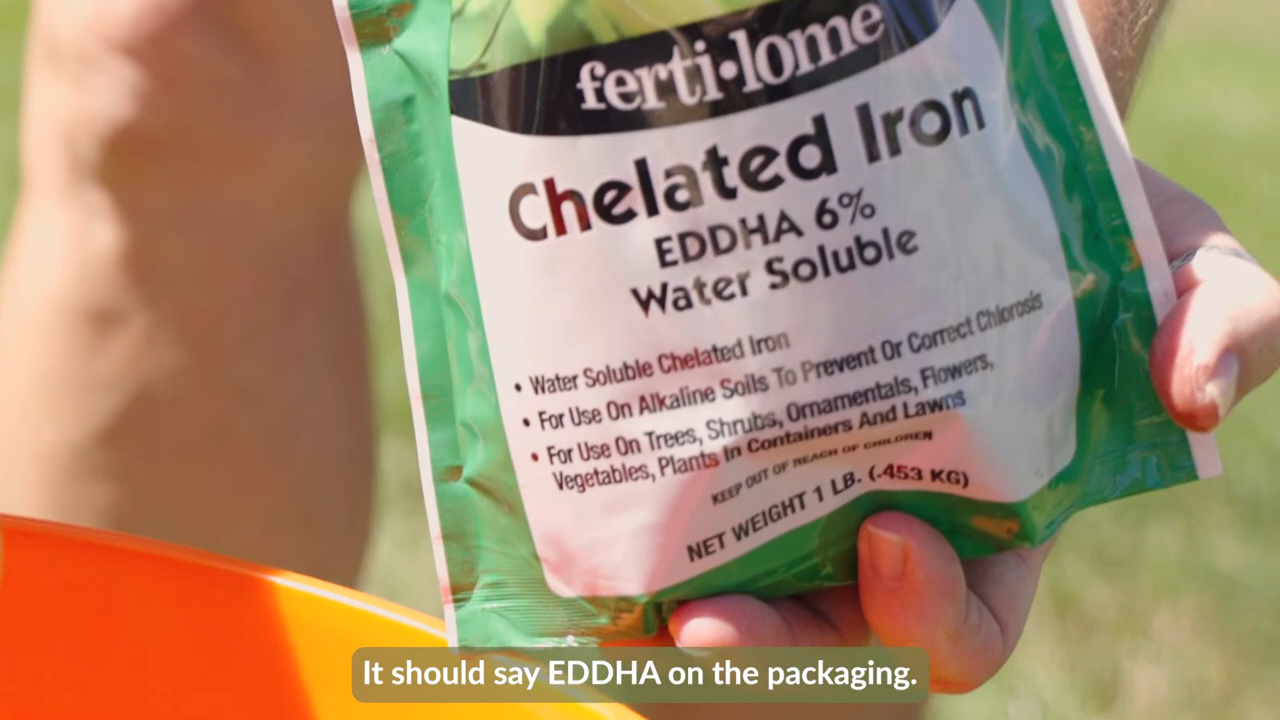 ferti•lome
Chelated Iron
EDDHA 6%
Water Soluble
• Water Soluble Chelated Iron
• For Use On Alkaline Soils To Prevent Or Correct Chlorosis
• For Use On Trees, Shrubs, Ornamentals, Flowers,
Vegetables, Plants In Containers And Lawns
KEEP OUT OF REACH OF CHILDREN
NET WEIGHT 1 LB. (.453 KG)
It should say EDDHA on the packaging.